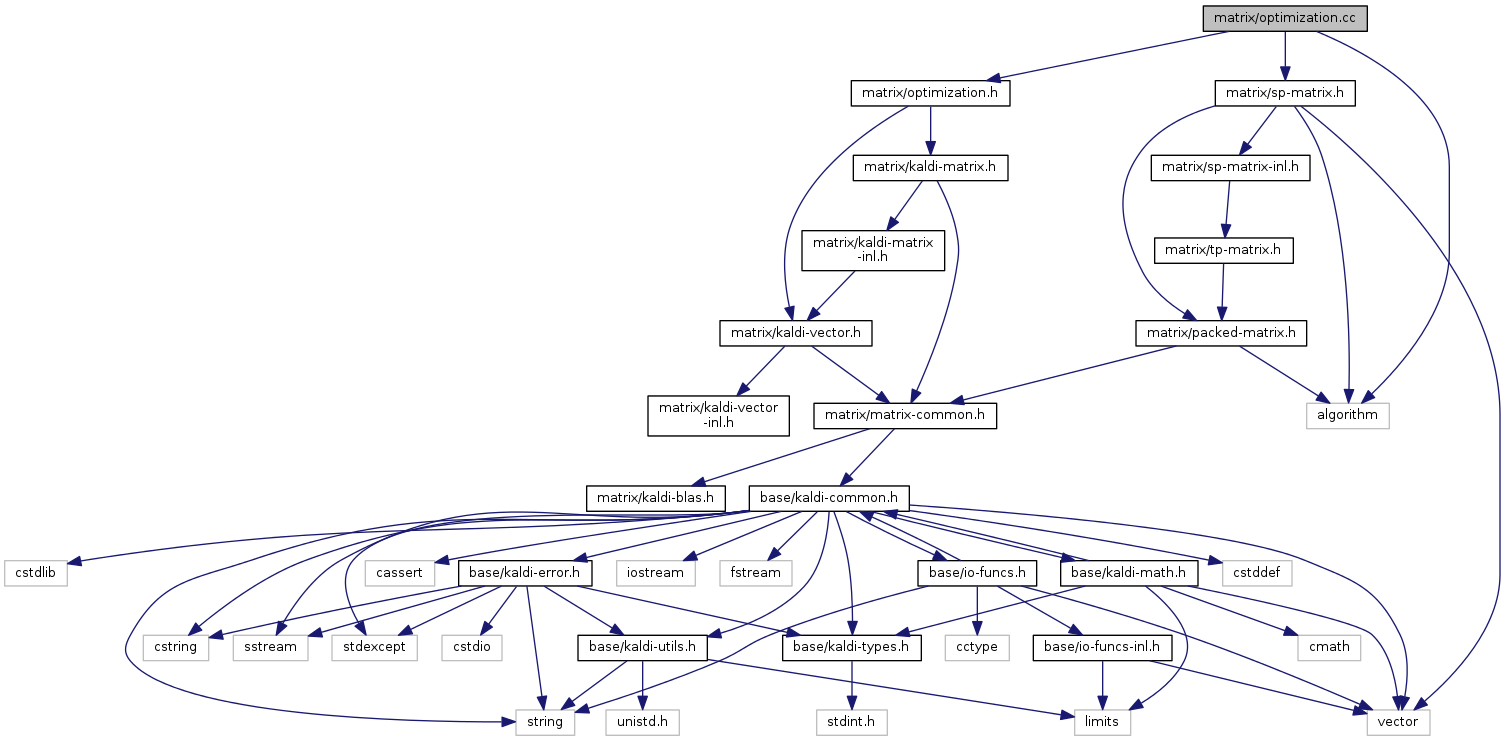 matrix/optimization.cc
matrix/optimization.h
matrix/sp-matrix.h
matrix/kaldi-matrix.h
matrix/sp-matrix-inl.h
matrix/kaldi-matrix
-inl.h
matrix/tp-matrix.h
matrix/kaldi-vector.h
matrix/packed-matrix.h
matrix/kaldi-vector
-inl.h
matrix/matrix-common.h
algorithm
matrix/kaldi-blas.h
base/kaldi-common.h
cstdlib
cassert
base/kaldi-error.h
iostream
fstream
base/io-funcs.h
base/kaldi-math.h
cstddef
cstring
sstream
stdexcept
cstdio
base/kaldi-utils.h
base/kaldi-types.h
cctype
base/io-funcs-inl.h
cmath
string
unistd.h
stdint.h
limits
vector